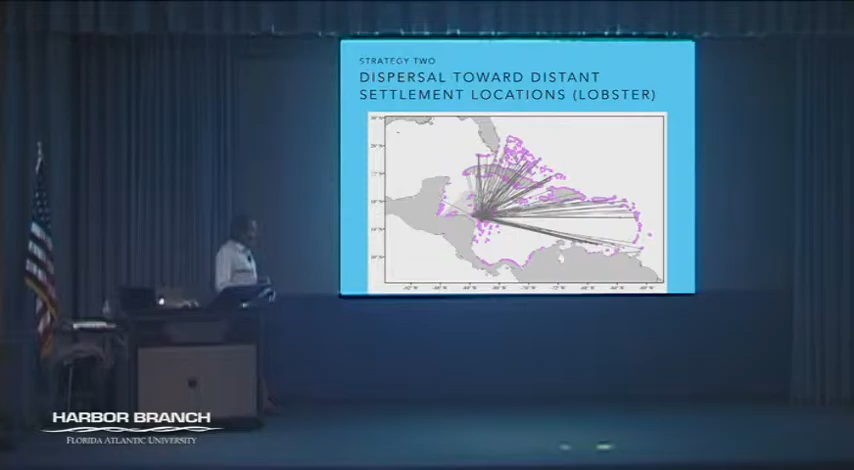 STRATEGY TWO
DISPERSAL TOWARD DISTANT
SETTLEMENT LOCATIONS (LOBSTER)
HARBOR BRANCH
FLORIDA ATLANTIC UNIVERSITY